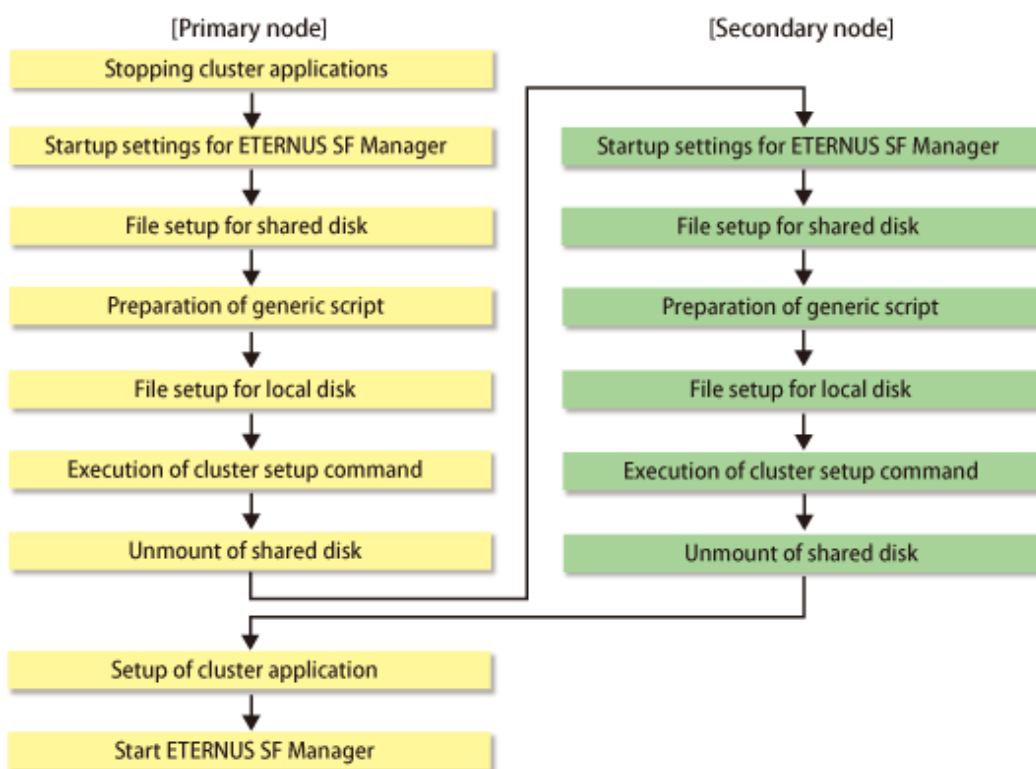 [Primary node]
Stopping cluster applications
Startup settings for ETERNUS SF Manager
File setup for shared disk
Preparation of generic script
File setup for local disk
Execution of cluster setup command
Unmount of shared disk
[Secondary node]
Startup settings for ETERNUS SF Manager
File setup for shared disk
Preparation of generic script
File setup for local disk
Execution of cluster setup command
Unmount of shared disk
Setup of cluster application
Start ETERNUS SF Manager